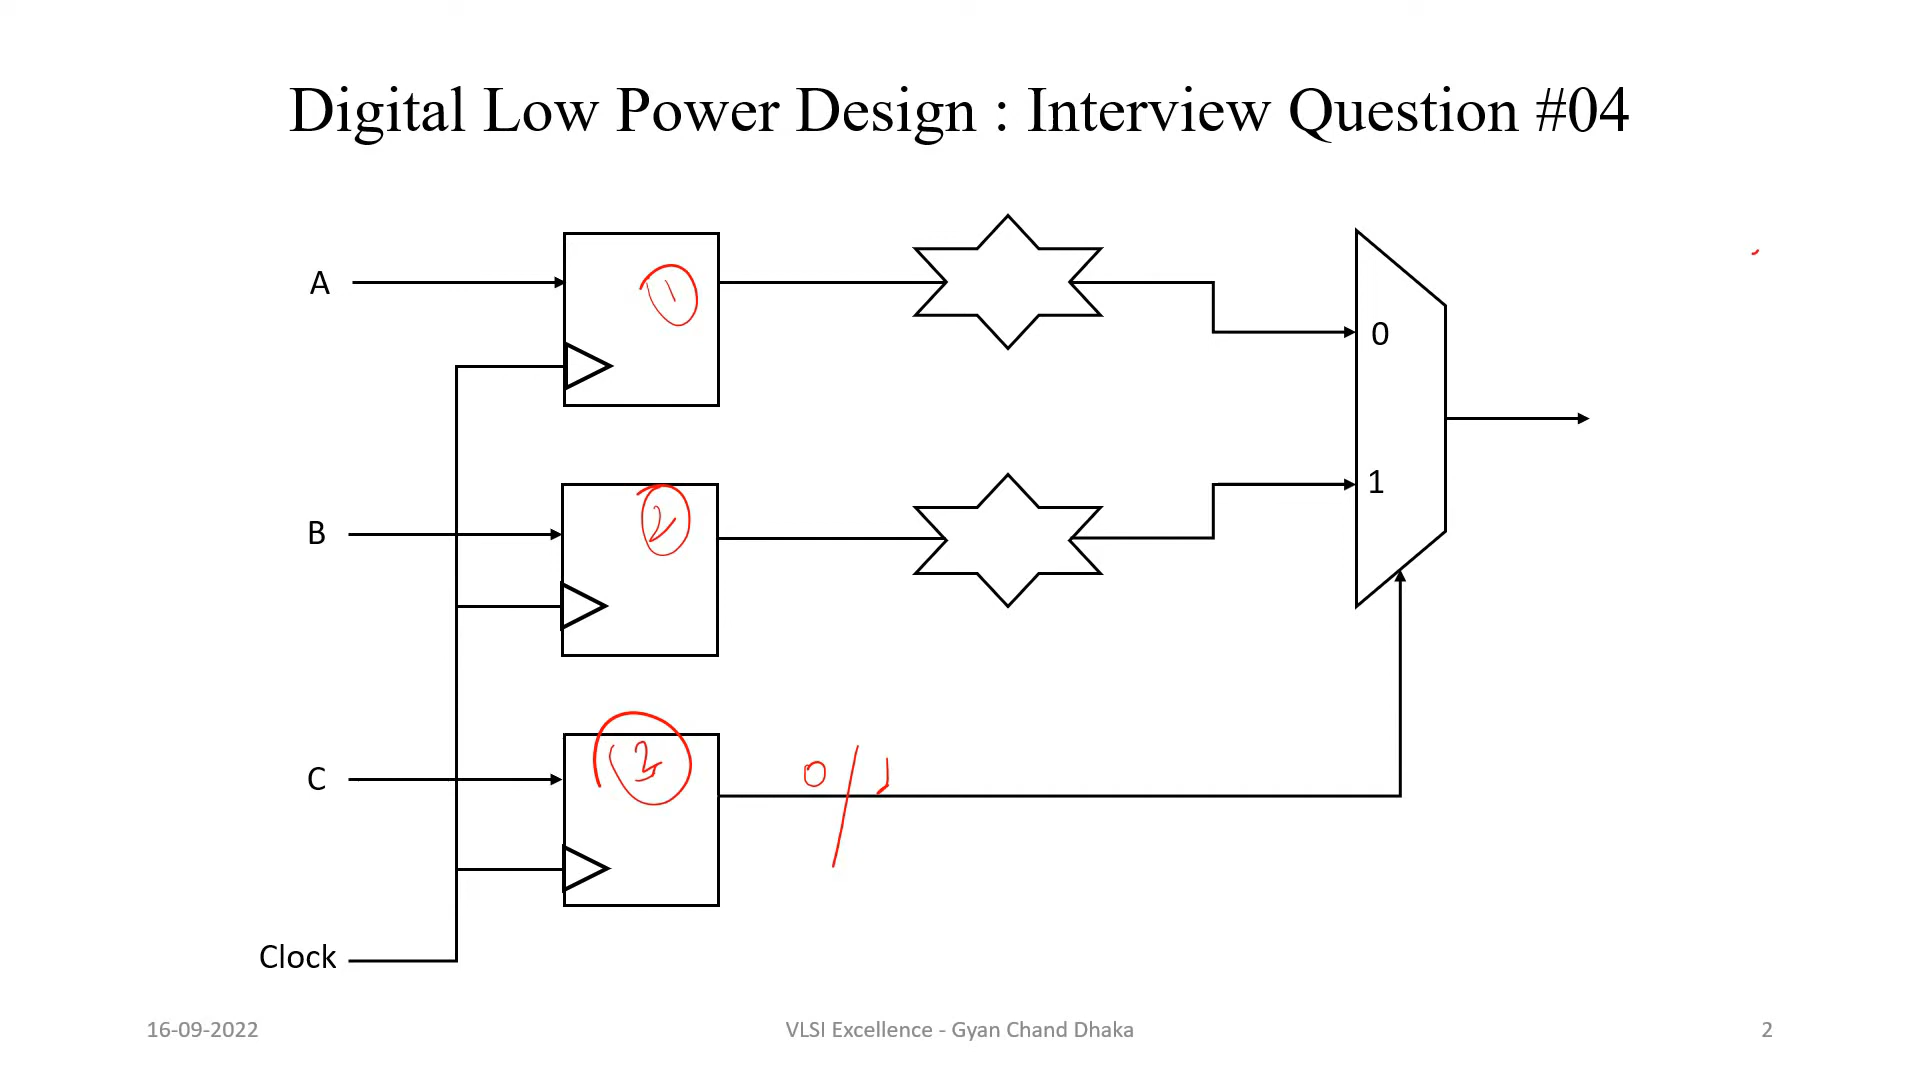 Digital Low Power Design : Interview Question #04
A
1
0
B
2
1
C
3
0/1
Clock
16-09-2022
VLSI Excellence - Gyan Chand Dhaka
2